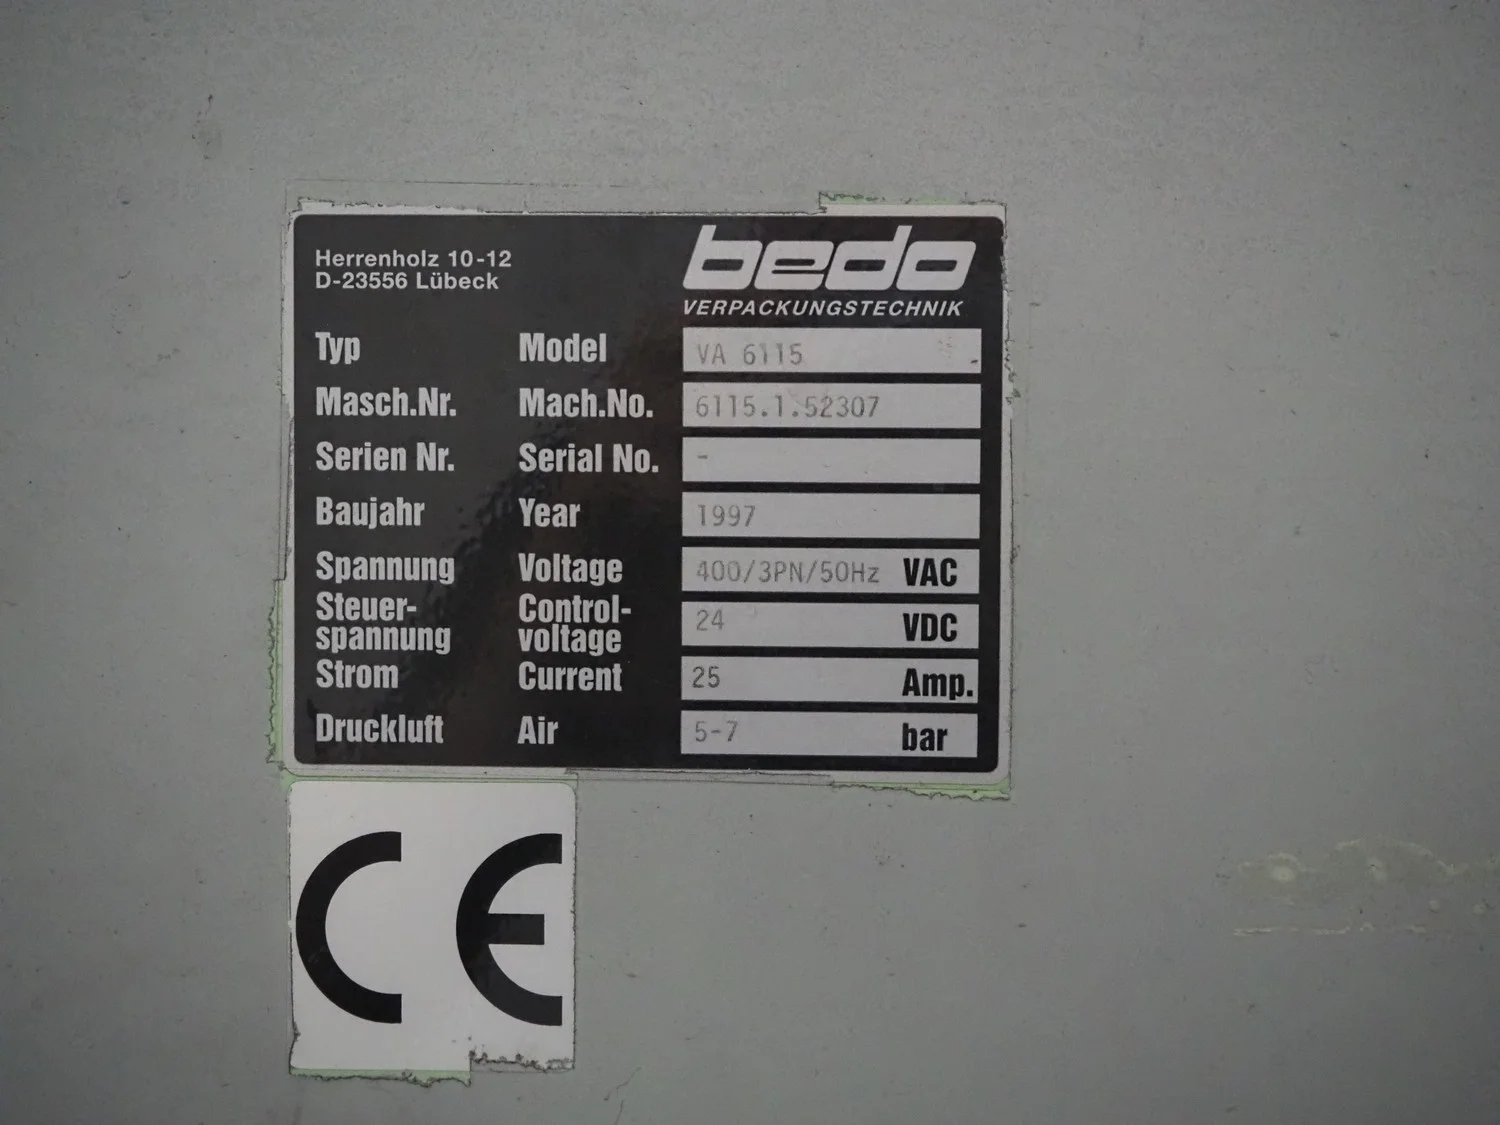 Herrenholz 10-12
D-23556 Lübeck
bedo
VERPACKUNGSTECHNIK
Typ Model VA 6115
Masch.Nr. Mach.No. 6115.1.52307
Serien Nr. Serial No. -
Baujahr Year 1997
Spannung Voltage 400/3PN/50Hz VAC
Steuer- Control-
spannung voltage 24 VDC
Strom Current 25 Amp.
Druckluft Air 5-7 bar
CE